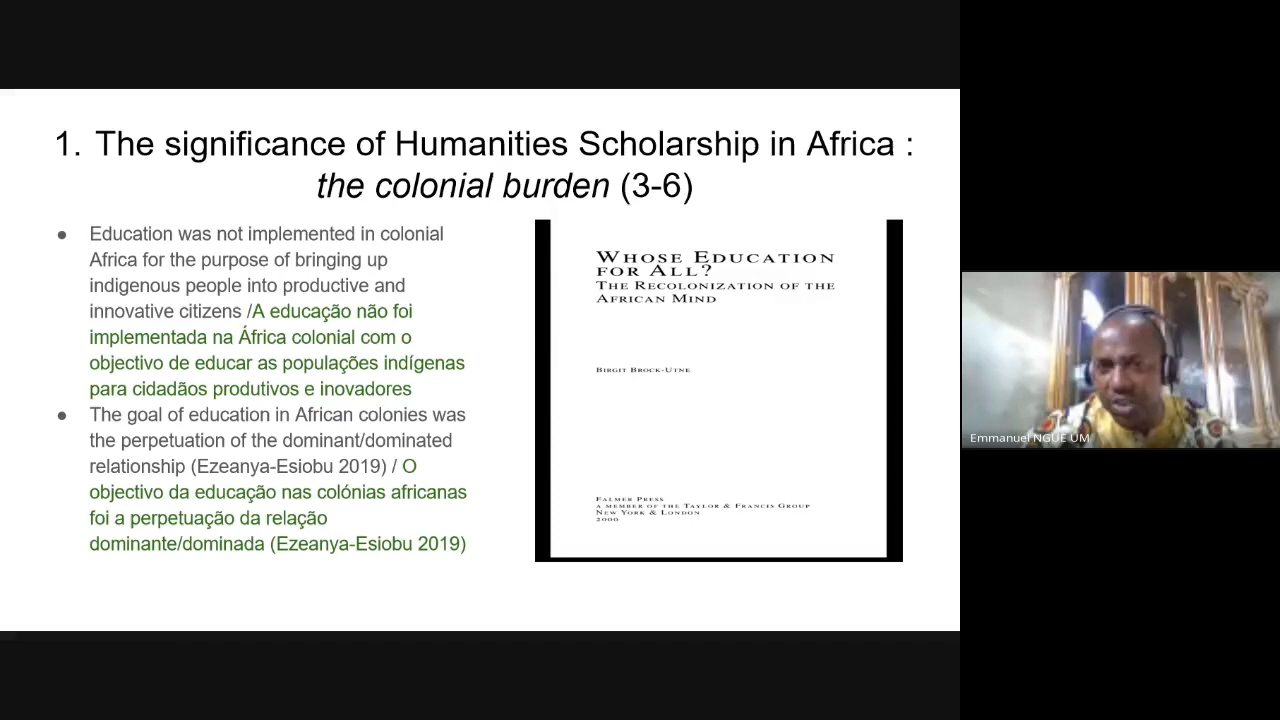 1. The significance of Humanities Scholarship in Africa :
the colonial burden (3-6)
● Education was not implemented in colonial
Africa for the purpose of bringing up
indigenous people into productive and
innovative citizens /A educação não foi
implementada na África colonial com o
objectivo de educar as populações indígenas
para cidadãos produtivos e inovadores
● The goal of education in African colonies was
the perpetuation of the dominant/dominated
relationship (Ezeanya-Esiobu 2019) / O
objectivo da educação nas colónias africanas
foi a perpetuação da relação
dominante/dominada (Ezeanya-Esiobu 2019)
WHOSE EDUCATION
FOR ALL?
THE RECOLONIZATION OF THE
AFRICAN MIND
BIRGIT BROCK-UTNE
FALMER PRESS
A MEMBER OF THE TAYLOR & FRANCIS GROUP
NEW YORK & LONDON
2000
Emmanuel NGUE UM